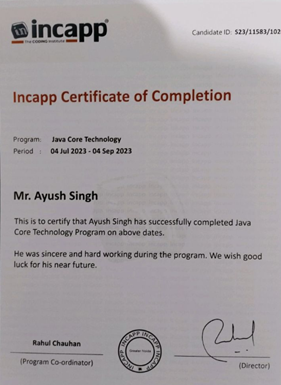 incapp®
THE CODING INSTITUTE
Candidate ID: S23/11583/102
Incapp Certificate of Completion
Program: Java Core Technology
Period : 04 Jul 2023 - 04 Sep 2023
Mr. Ayush Singh
This is to certify that Ayush Singh has successfully completed Java
Core Technology Program on above dates.
He was sincere and hard working during the program. We wish good
luck for his near future.
Rahul Chauhan
(Program Co-ordinator)
INCAPP INCAPP INCAPP
(Director)